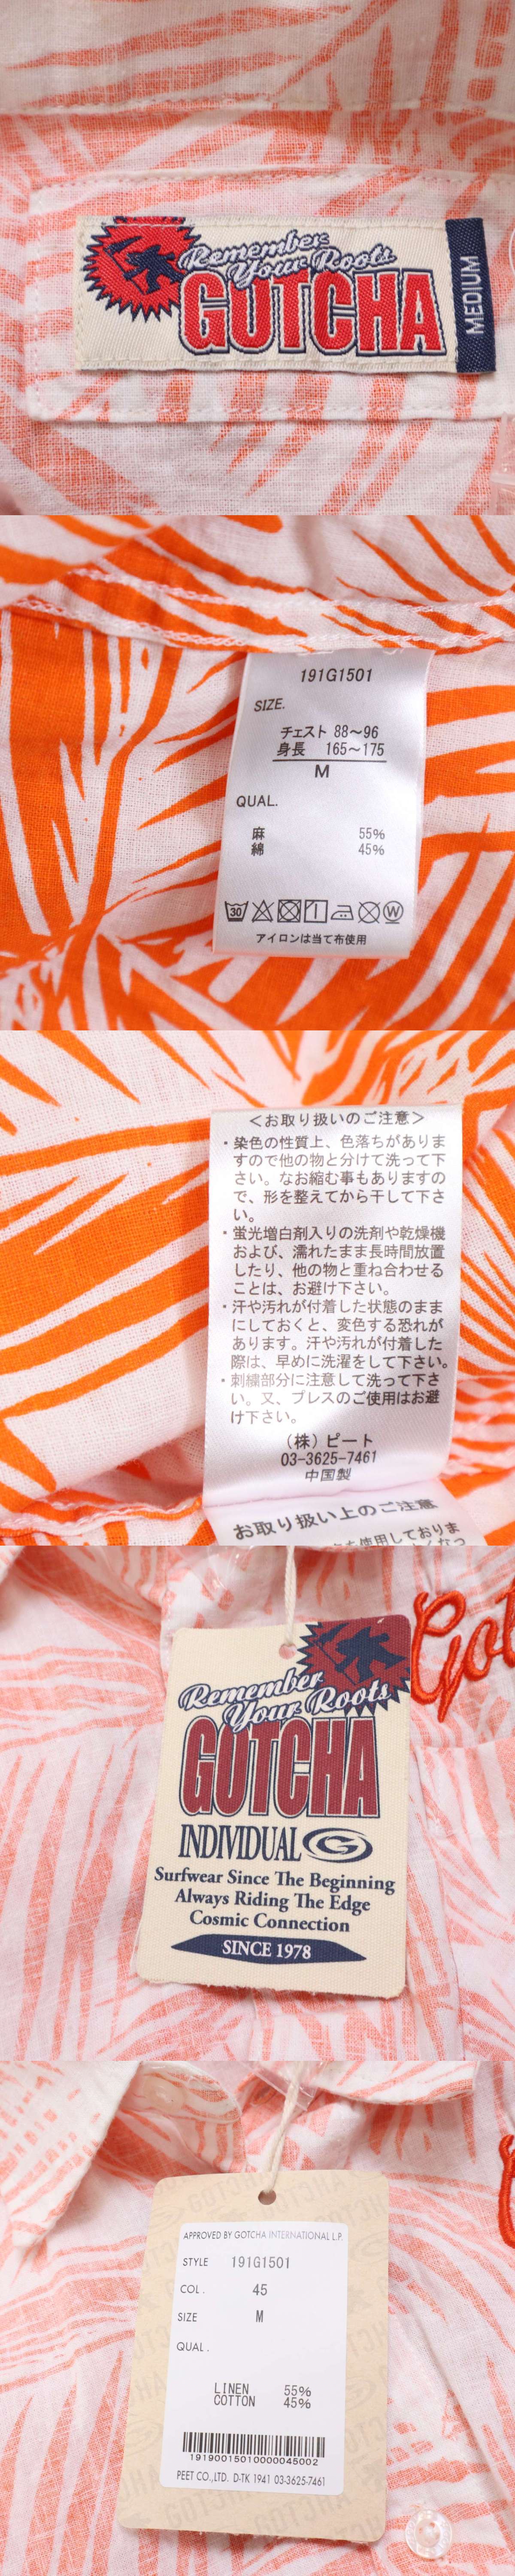 Remember
Your Roots
GOTCHA
MEDIUM
191G1501
SIZE.
チェスト 88～96
身長 165～175
M
QUAL.
麻 55%
綿 45%
30
W
アイロンは当て布使用
＜お取り扱いのご注意＞
・染色の性質上、色落ちがありま
すので他の物と分けて洗って下
さい。なお縮む事もありますの
で、形を整えてから干して下さ
い。
・蛍光増白剤入りの洗剤や乾燥機
および、濡れたまま長時間放置
したり、他の物と重ね合わせる
ことは、お避け下さい。
・汗や汚れが付着した状態のまま
にしておくと、変色する恐れが
あります。汗や汚れが付着した
際は、早めに洗濯をして下さい。
・刺繍部分に注意して洗って下さ
い。又、プレスのご使用はお避
け下さい。
（株）ピート
03-3625-7461
中国製
お取り扱い上のご注意
を使用しておりま
Got
Remember
Your Roots
GOTCHA
INDIVIDUAL G
Surfwear Since The Beginning
Always Riding The Edge
Cosmic Connection
SINCE 1978
APPROVED BY GOTCHA INTERNATIONAL L.P.
STYLE 191G1501
COL. 45
SIZE M
QUAL.
LINEN 55%
COTTON 45%
1919001501000045002
PEET CO.,LTD. D-TK 1941 03-3625-7461